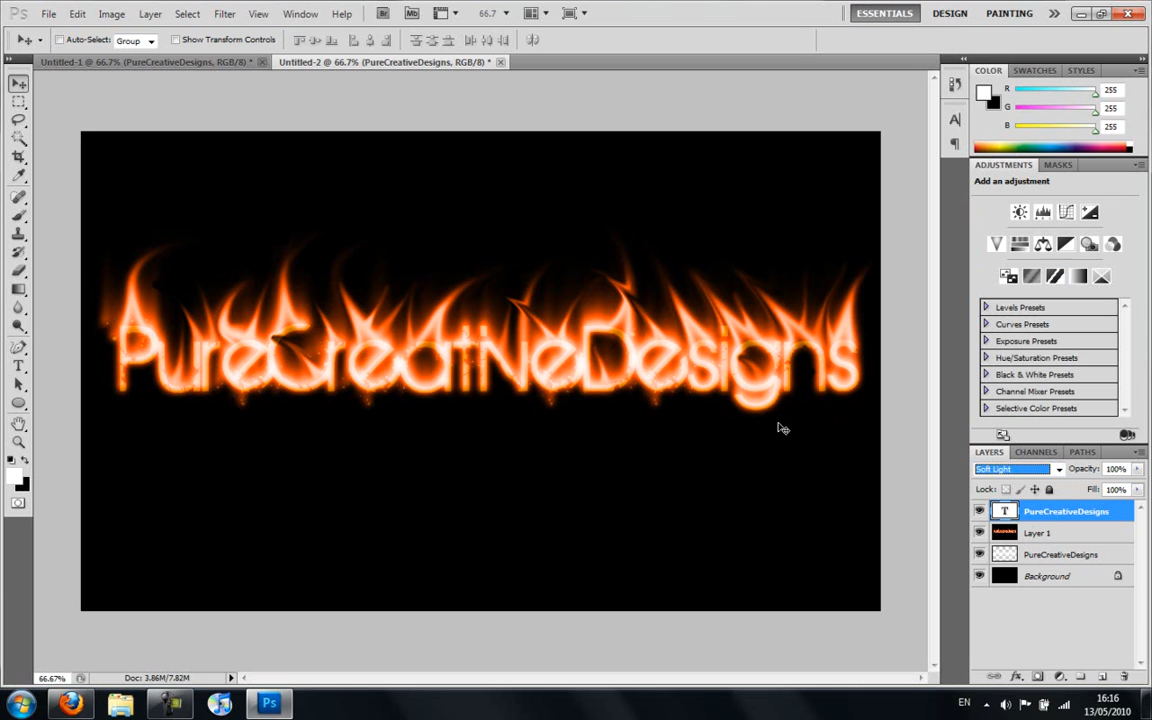 Ps File Edit Image Layer Select Filter View Window Help Br Mb 66.7 ESSENTIALS DESIGN PAINTING
Auto-Select: Group Show Transform Controls
Untitled-1 @ 66.7% (PureCreativeDesigns, RGB/8) * Untitled-2 @ 66.7% (PureCreativeDesigns, RGB/8) *
COLOR SWATCHES STYLES
R 255
G 255
B 255
ADJUSTMENTS MASKS
Add an adjustment
Levels Presets
Curves Presets
Exposure Presets
Hue/Saturation Presets
Black & White Presets
Channel Mixer Presets
Selective Color Presets
PureCreativeDesigns
LAYERS CHANNELS PATHS
Soft Light Opacity: 100%
Lock: Fill: 100%
T PureCreativeDesigns
Layer 1
PureCreativeDesigns
Background
66.67% Doc: 3.86M/7.82M
Ps EN 16:16
13/05/2010